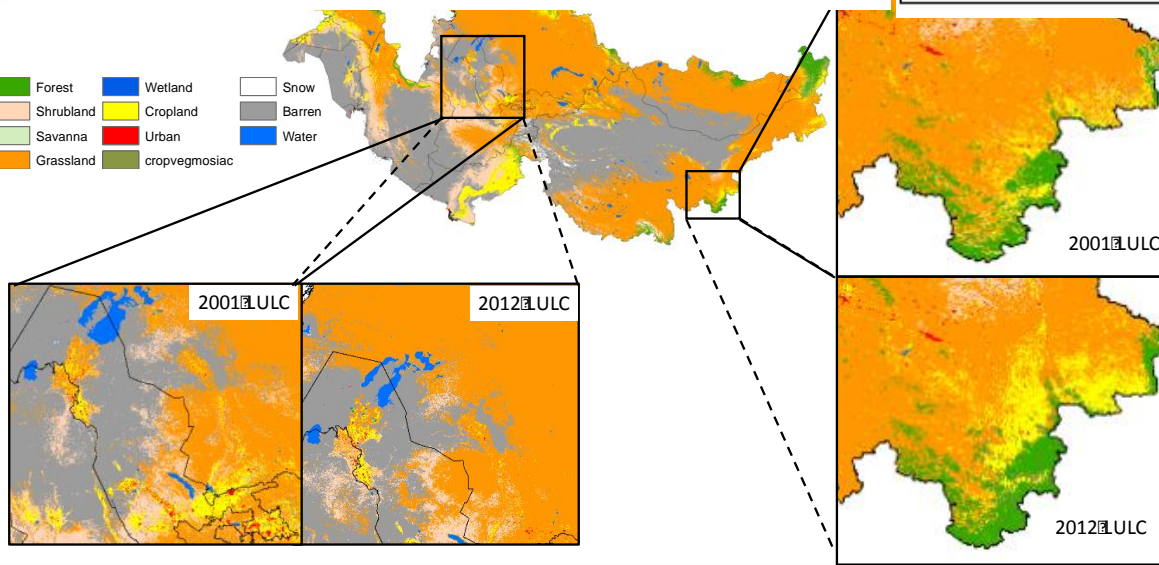 Forest
Shrubland
Savanna
Grassland
Wetland
Cropland
Urban
cropvegmosiac
Snow
Barren
Water
2001 LULC
2012 LULC
2001 LULC
2012 LULC